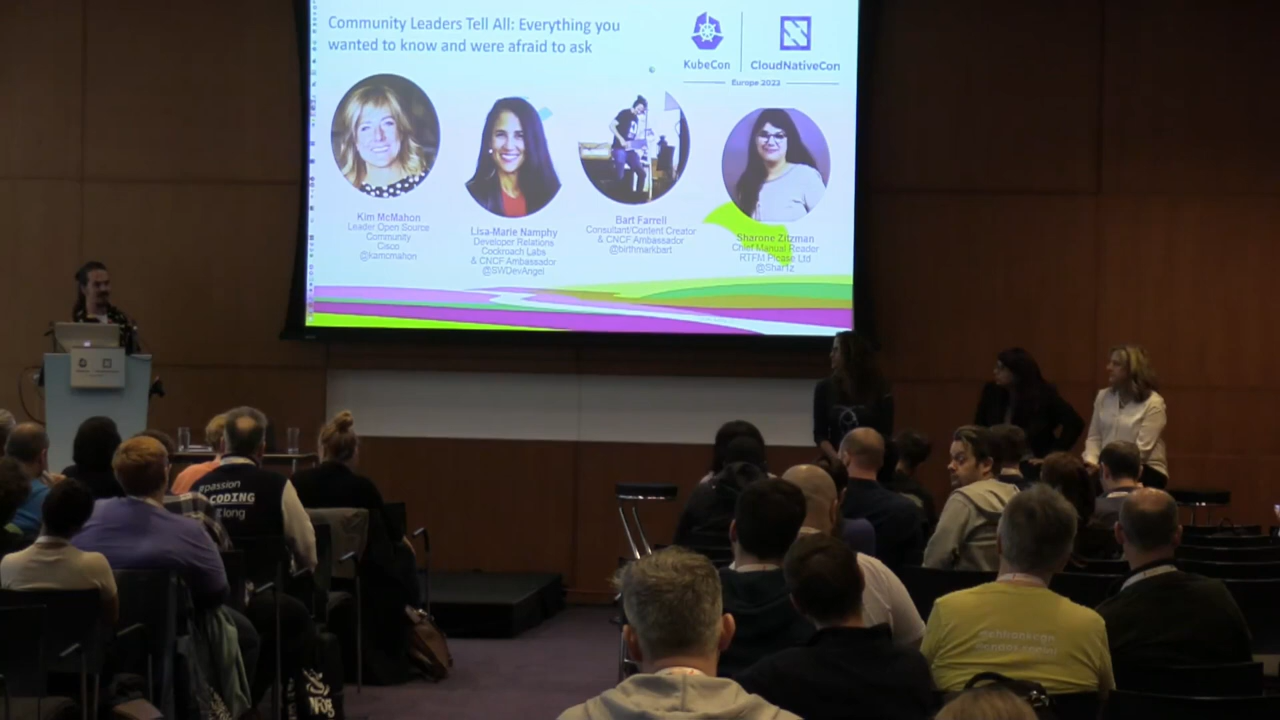 Community Leaders Tell All: Everything you
wanted to know and were afraid to ask
KubeCon
CloudNativeCon
Europe 2023
Kim McMahon
Leader Open Source
Community
Cisco
@kamcmahon
Lisa-Marie Namphy
Developer Relations
Cockroach Labs
& CNCF Ambassador
@SWDevAngel
Bart Farrell
Consultant/Content Creator
& CNCF Ambassador
@birthmarkbart
Sharone Zitzman
Chief Manual Reader
RTFM Please Ltd
@Shar1z
#passion
CODING
long